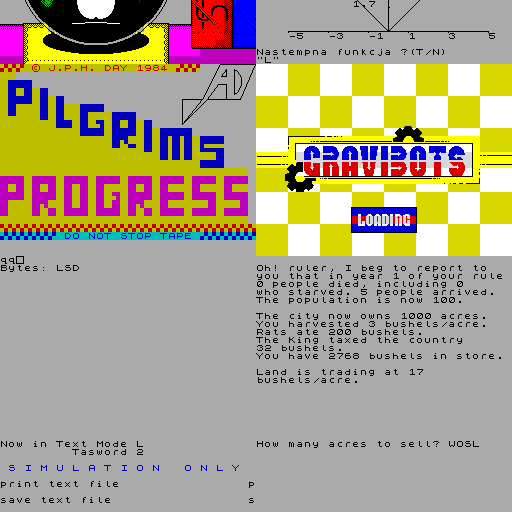 1.7
-5 -3 -1 1 3 5
Nastempna funkcja ?(T/N)
"L"
© J.P.H. DAY 1984
AD
PILGRIMS
PROGRESS
DO NOT STOP TAPE
GRAVIBOTS
LOADING
qq
Bytes: LSD
Oh! ruler, I beg to report to
you that in year 1 of your rule
0 people died, including 0
who starved. 5 people arrived.
The population is now 100.
The city now owns 1000 acres.
You harvested 3 bushels/acre.
Rats ate 200 bushels.
The King taxed the country
32 bushels.
You have 2768 bushels in store.
Land is trading at 17
bushels/acre.
Now in Text Mode L
Tasword 2
SIMULATION ONLY
print text file p
save text file s
How many acres to sell? WOSL